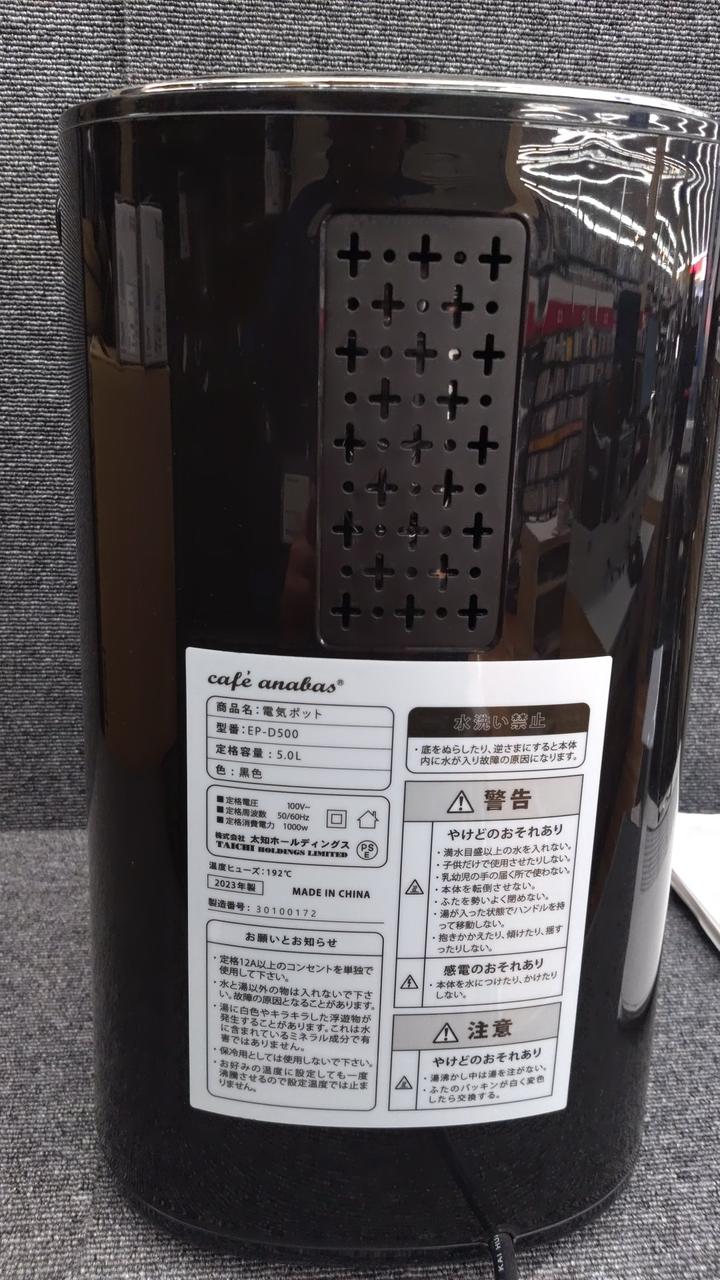 café anabas®
商品名：電気ポット
型番：EP-D500
定格容量：5.0L
色：黒色
■定格電圧 100V~
■定格周波数 50/60Hz
■定格消費電力 1000w
株式会社 太知ホールディングス
TAICHI HOLDINGS LIMITED
PS
E
温度ヒューズ：192℃
2023年製 MADE IN CHINA
製造番号：30100172
お願いとお知らせ
・定格12A以上のコンセントを単独で
使用して下さい。
・水と湯以外の物は入れないで下さ
い。故障の原因となることがあります。
・湯に白色やキラキラした浮遊物が
発生することがあります。これは水
に含まれているミネラル成分で有
害ではありません。
・保冷用としては使用しないで下さい。
・お好みの温度に設定しても一度
沸騰させるので設定温度では止ま
りません。
水洗い禁止
・底をぬらしたり、逆さまにすると本体
内に水が入り故障の原因になります。
警告
やけどのおそれあり
・満水目盛以上の水を入れない。
・子供だけで使用させたりしない。
・乳幼児の手の届く所で使わない。
・本体を転倒させない。
・ふたを勢いよく閉めない。
・湯が入った状態でハンドルを持
って移動しない。
・抱きかかえたり、傾けたり、揺す
ったりしない。
感電のおそれあり
・本体を水につけたり、かけたり
しない。
注意
やけどのおそれあり
・湯沸かし中は湯を注がない。
・ふたのパッキンが白く変色
したら交換する。
KAI HU